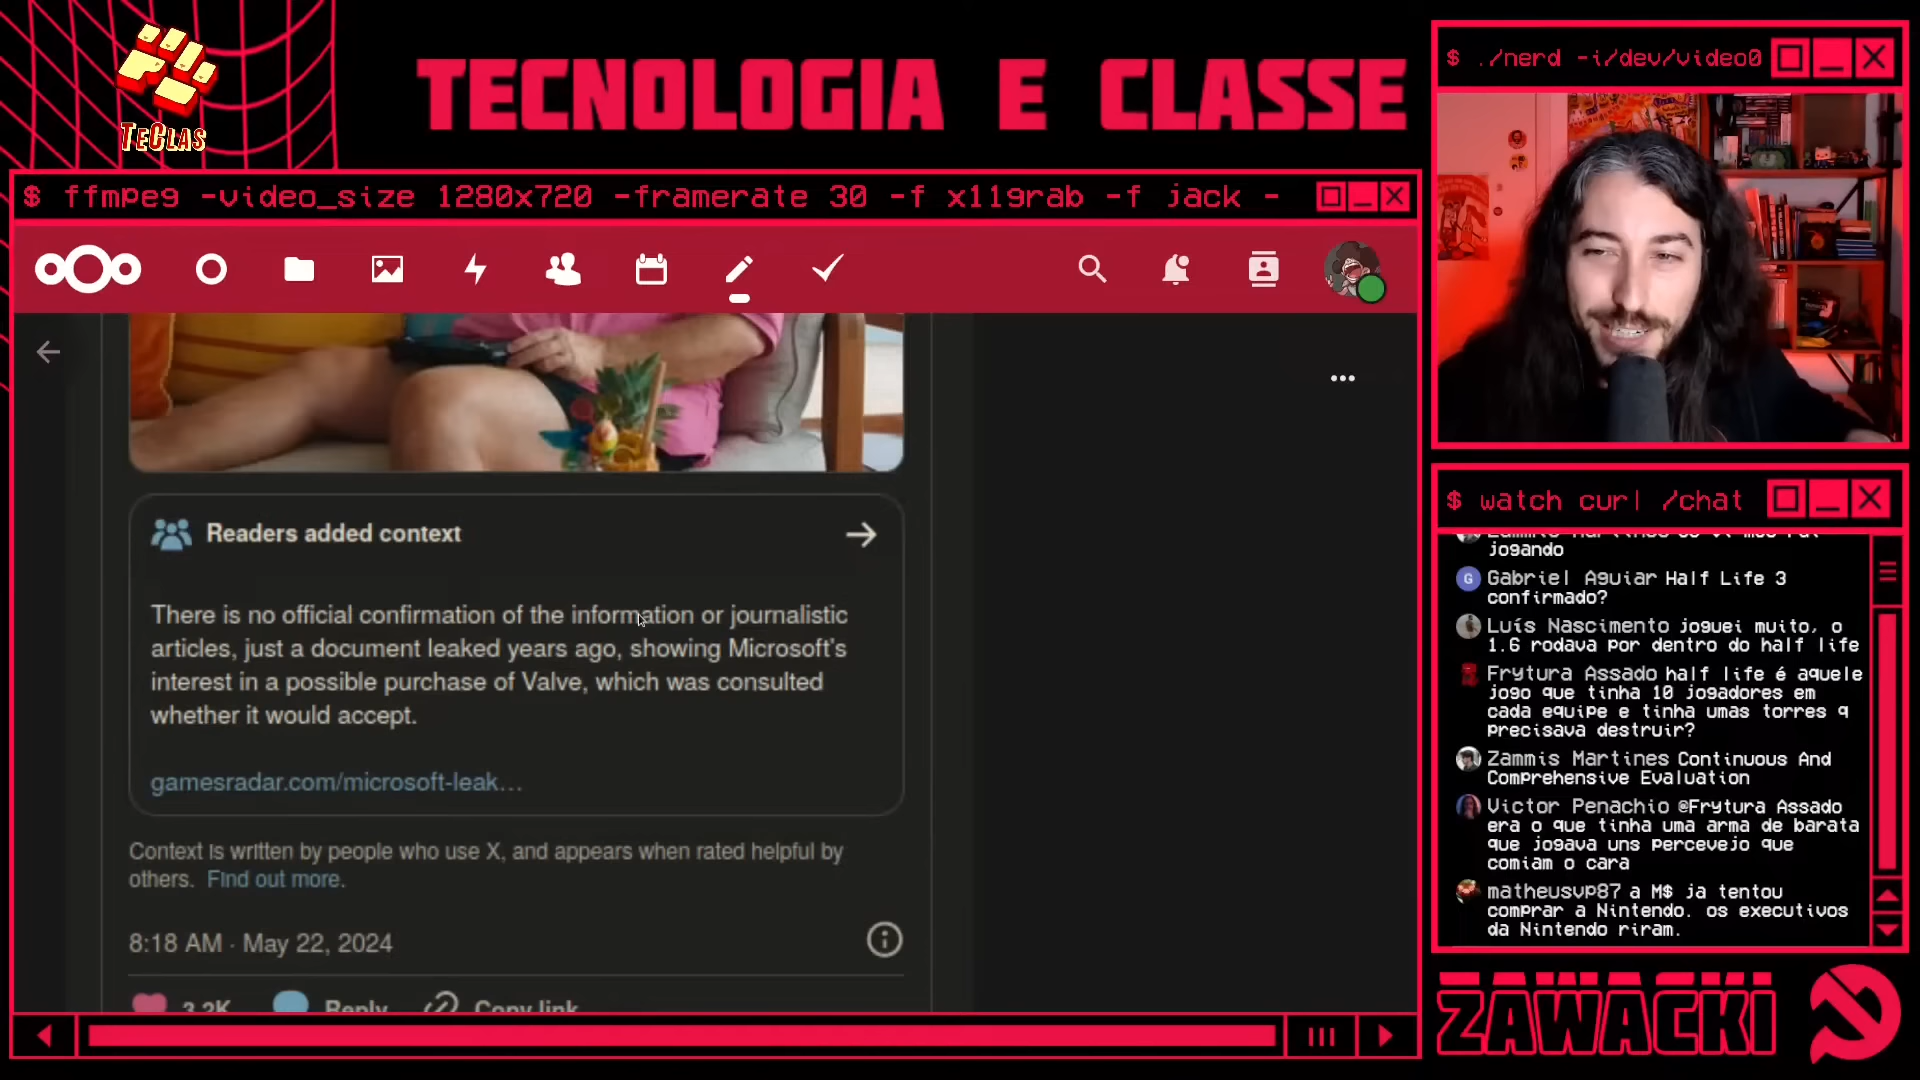 TECLAS
TECNOLOGIA E CLASSE
$ ./nerd -i/dev/video0
$ ffmpeg -video_size 1280x720 -framerate 30 -f x11grab -f jack -
Readers added context
There is no official confirmation of the information or journalistic
articles, just a document leaked years ago, showing Microsoft's
interest in a possible purchase of Valve, which was consulted
whether it would accept.
gamesradar.com/microsoft-leak…
Context is written by people who use X, and appears when rated helpful by
others. Find out more.
8:18 AM · May 22, 2024
3.2K Reply Copy link
$ watch curl /chat
jogando
G Gabriel Aguiar Half Life 3
confirmado?
Luís Nascimento joguei muito, o
1.6 rodava por dentro do half life
Frytura Assado half life é aquele
jogo que tinha 10 jogadores em
cada equipe e tinha umas torres q
precisava destruir?
Zammis Martines Continuous And
Comprehensive Evaluation
Victor Penachio @Frytura Assado
era o que tinha uma arma de barata
que jogava uns percevejo que
comiam o cara
matheusvp87 a M$ ja tentou
comprar a Nintendo. os executivos
da Nintendo riram.
ZAWACKI